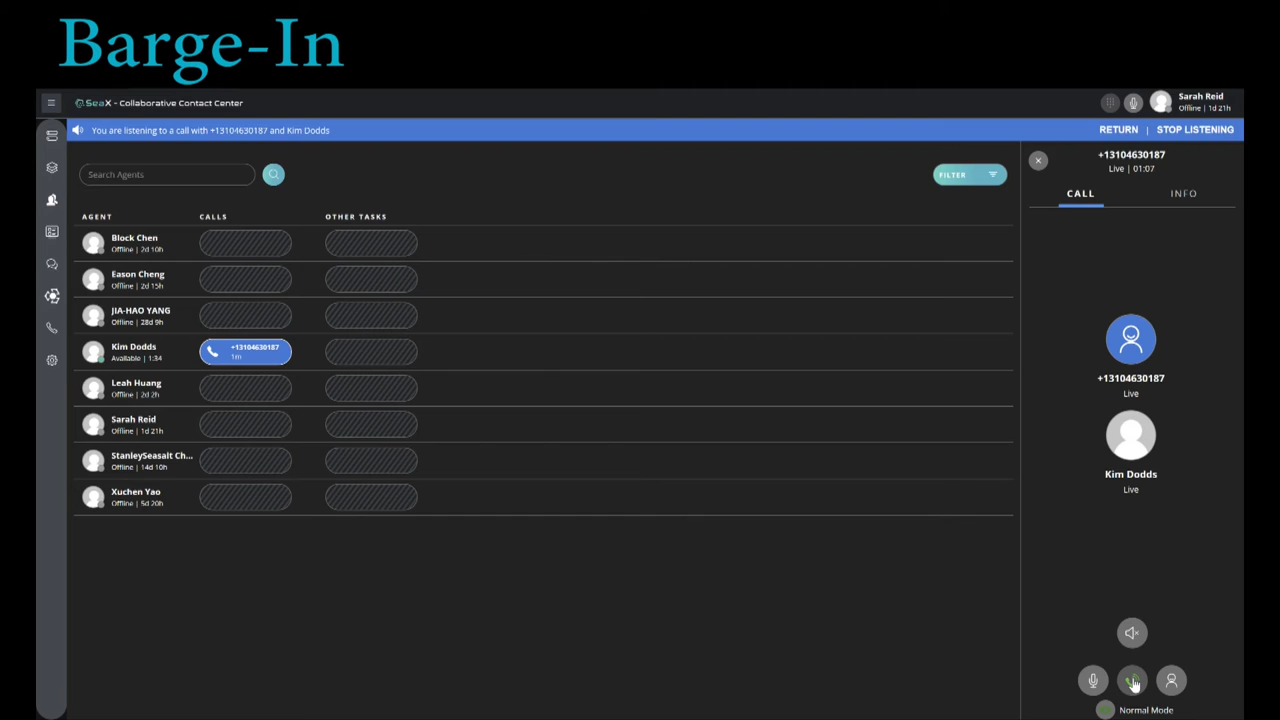 Barge-In
SeaX - Collaborative Contact Center
Sarah Reid
Offline | 1d 21h
You are listening to a call with +13104630187 and Kim Dodds
RETURN | STOP LISTENING
Search Agents
FILTER
AGENT CALLS OTHER TASKS
Block Chen
Offline | 2d 10h
Eason Cheng
Offline | 2d 15h
JIA-HAO YANG
Offline | 28d 9h
Kim Dodds
Available | 1:34
+13104630187
1m
Leah Huang
Offline | 2d 2h
Sarah Reid
Offline | 1d 21h
StanleySeasalt Ch...
Offline | 14d 10h
Xuchen Yao
Offline | 5d 20h
+13104630187
Live | 01:07
CALL INFO
+13104630187
Live
Kim Dodds
Live
Normal Mode